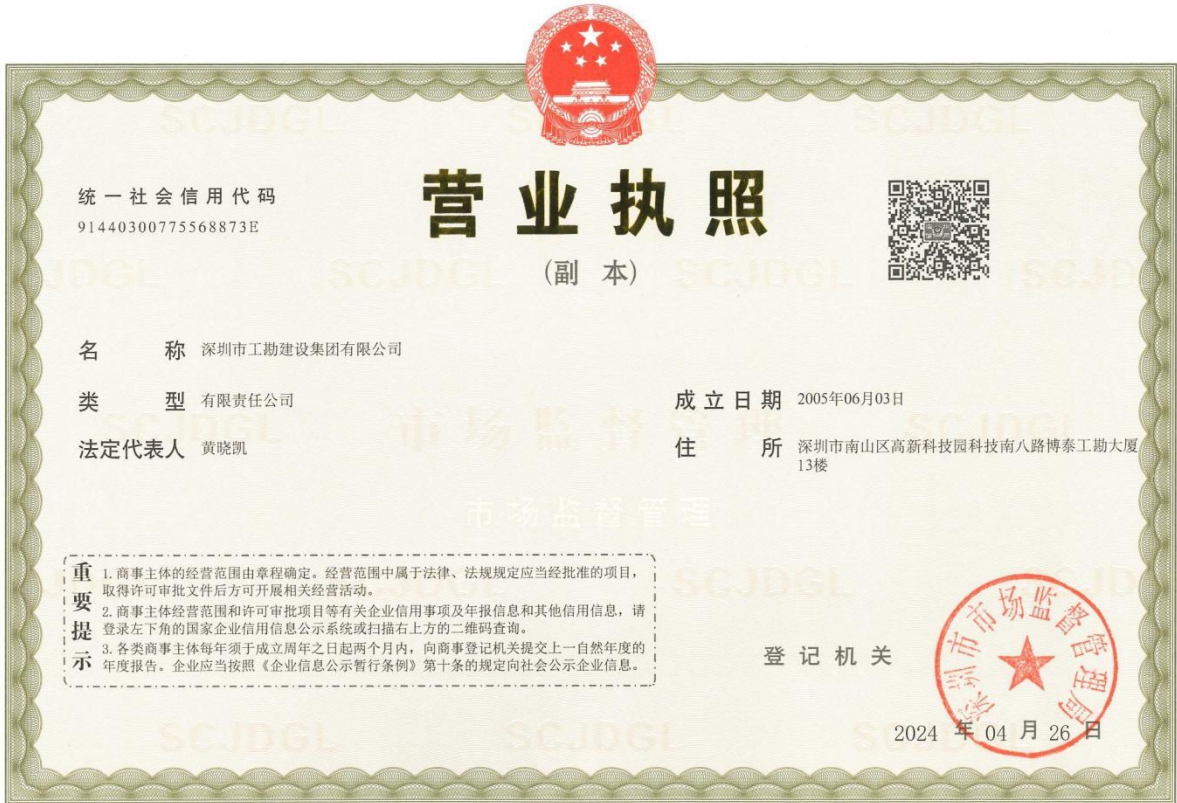 营业执照
(副 本)
统一社会信用代码
91440300775568873E
名 称 深圳市工勘建设集团有限公司
类 型 有限责任公司
法定代表人 黄晓凯
成立日期 2005年06月03日
住 所 深圳市南山区高新科技园科技南八路博泰工勘大厦
13楼
重要提示
1. 商事主体的经营范围由章程确定。经营范围中属于法律、法规规定应当经批准的项目，
取得许可审批文件后方可开展相关经营活动。
2. 商事主体经营范围和许可审批项目等有关企业信用事项及年报信息和其他信用信息，请
登录左下角的国家企业信用信息公示系统或扫描右上方的二维码查询。
3. 各类商事主体每年须于成立周年之日起两个月内，向商事登记机关提交上一自然年度的
年度报告。企业应当按照《企业信息公示暂行条例》第十条的规定向社会公示企业信息。
登记机关
深圳市市场监督管理局
2024 年 04 月 26 日
SCJDGL
市场监督管理
市场监督管理